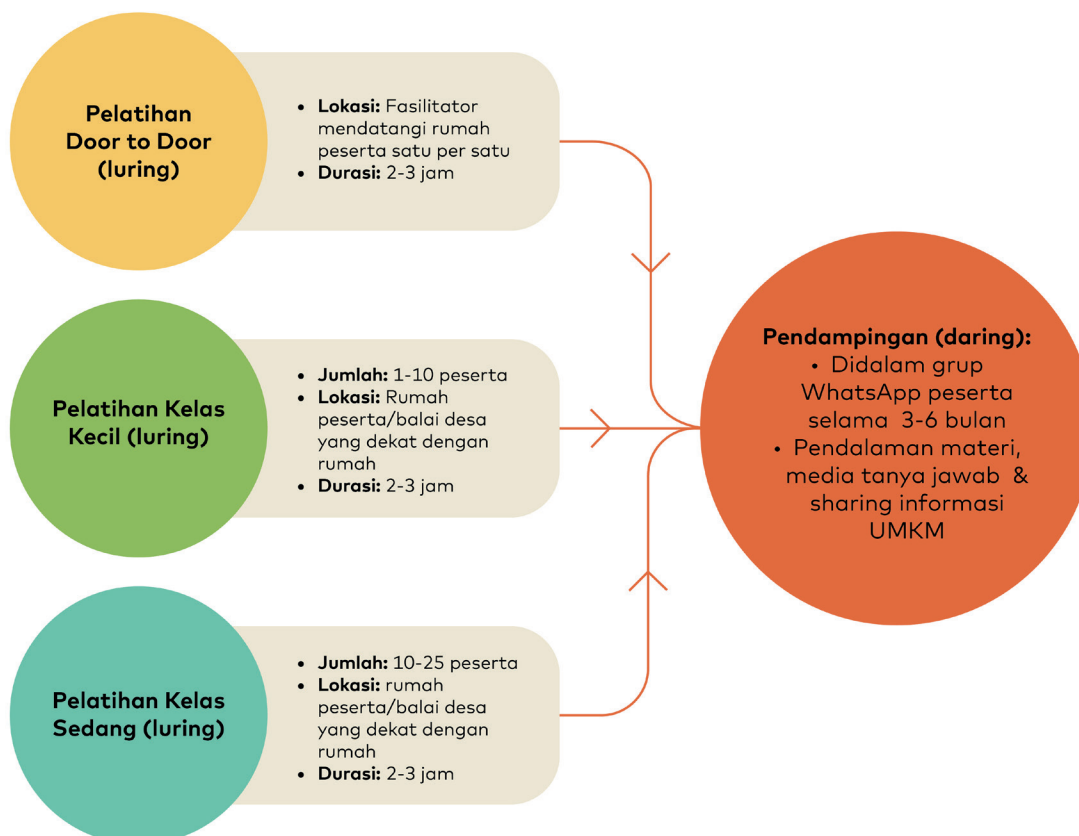 Pelatihan
Door to Door
(luring)
• Lokasi: Fasilitator
mendatangi rumah
peserta satu per satu
• Durasi: 2-3 jam
Pelatihan Kelas
Kecil (luring)
• Jumlah: 1-10 peserta
• Lokasi: Rumah
peserta/balai desa
yang dekat dengan
rumah
• Durasi: 2-3 jam
Pelatihan Kelas
Sedang (luring)
• Jumlah: 10-25 peserta
• Lokasi: rumah
peserta/balai desa
yang dekat dengan
rumah
• Durasi: 2-3 jam
Pendampingan (daring):
• Didalam grup
WhatsApp peserta
selama 3-6 bulan
• Pendalaman materi,
media tanya jawab &
sharing informasi
UMKM